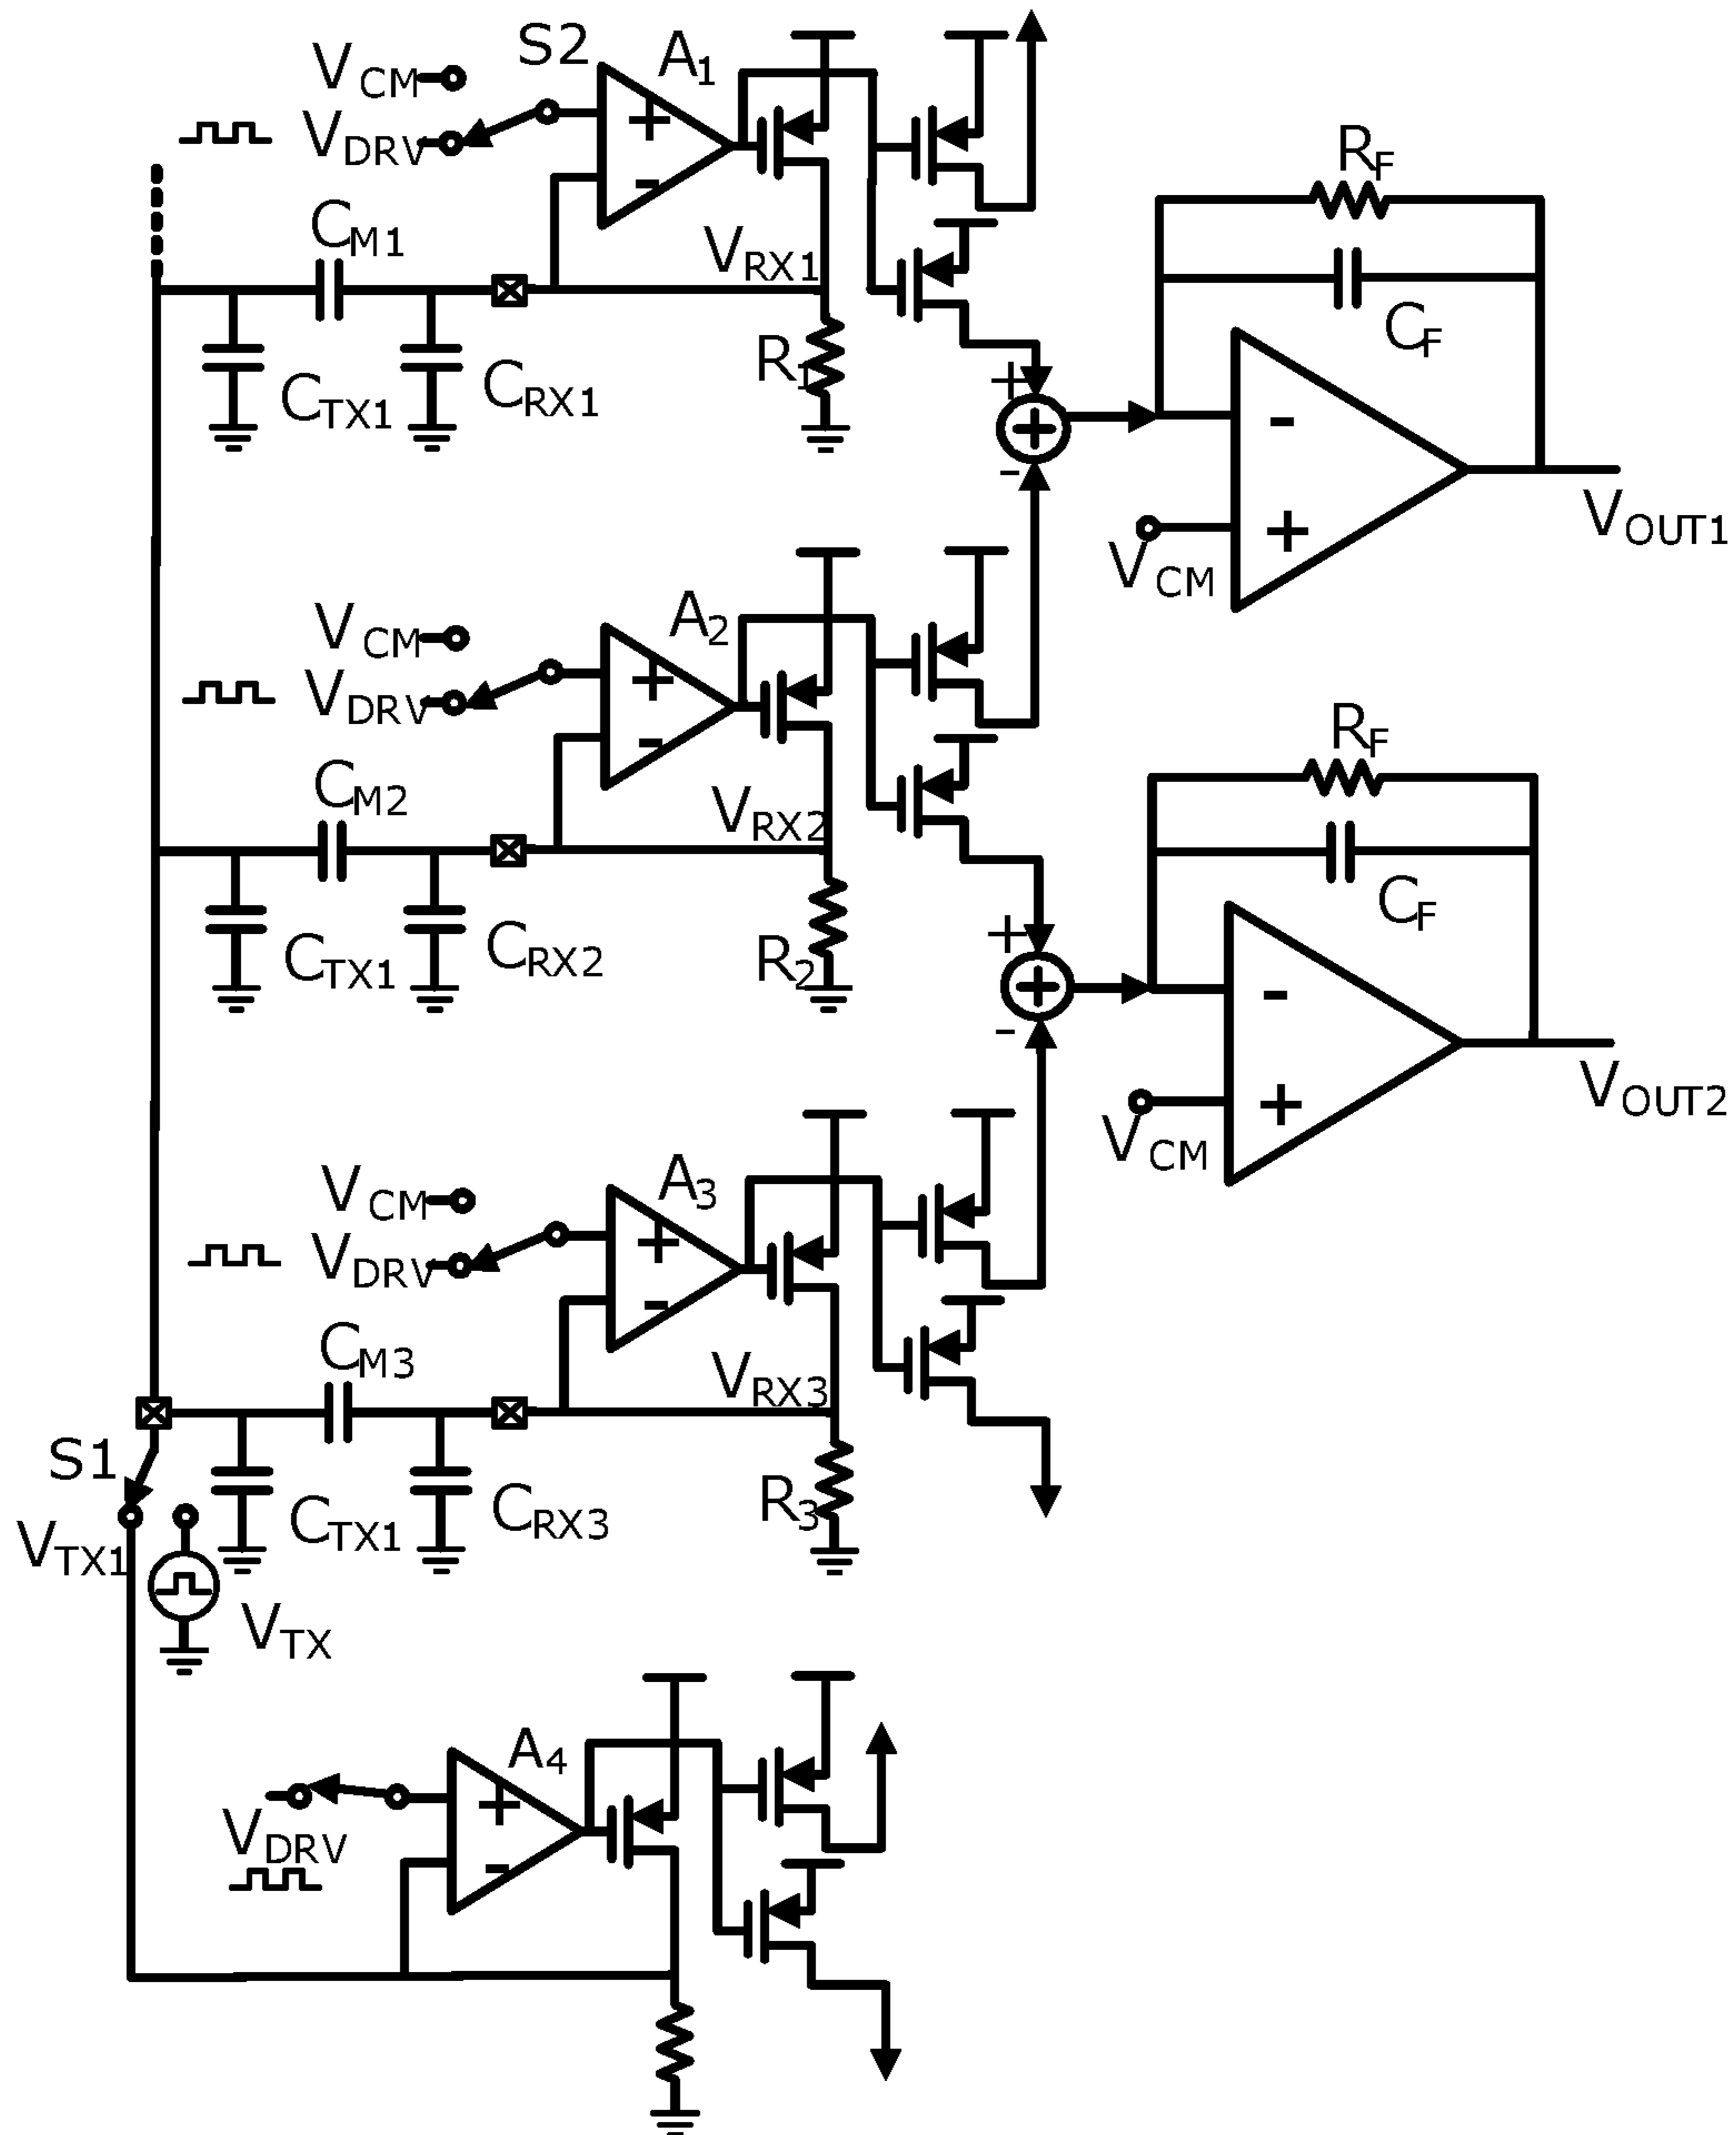 S2 A1
VCM
VDRV
+
-
CM1
VRX1
CTX1
CRX1
R1
RF
CF
+
+
-
-
+
VCM
VOUT1
A2
VCM
VDRV
+
-
CM2
VRX2
CTX1
CRX2
R2
RF
CF
+
+
-
-
+
VCM
VOUT2
A3
VCM
VDRV
+
-
CM3
VRX3
S1
CTX1
CRX3
R3
VTX1
VTX
A4
+
-
VDRV